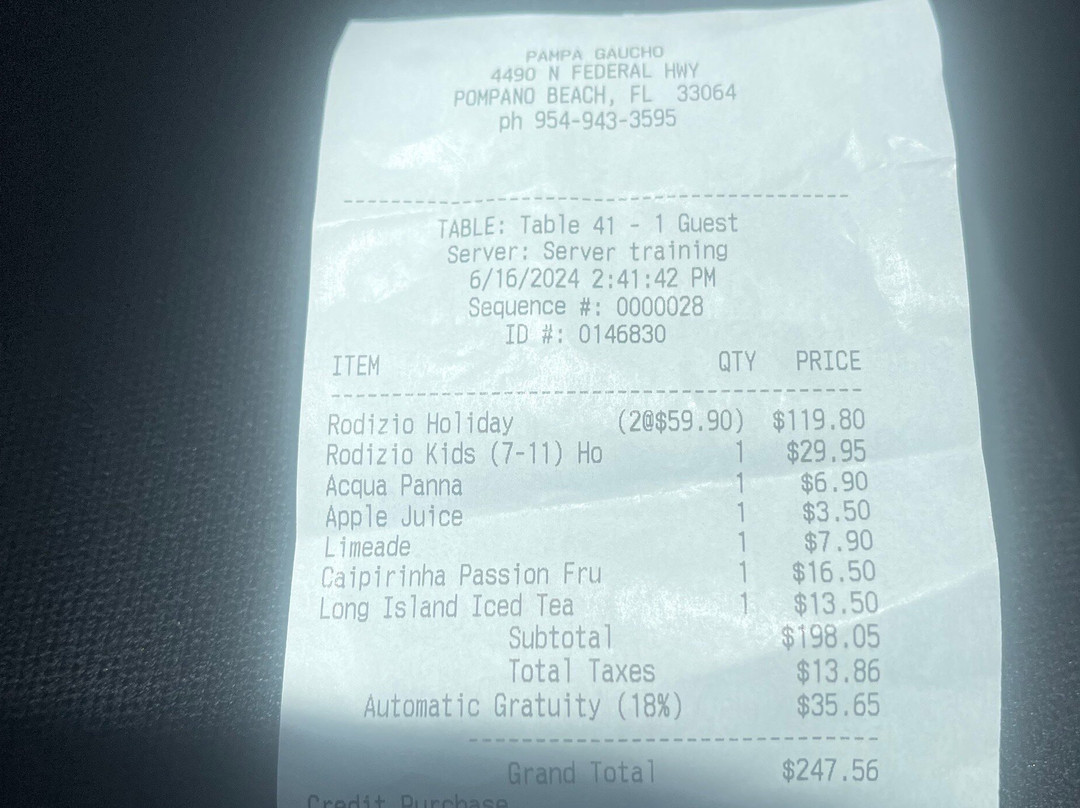 PAMPA GAUCHO
4490 N FEDERAL HWY
POMPANO BEACH, FL 33064
ph 954-943-3595
TABLE: Table 41 - 1 Guest
Server: Server training
6/16/2024 2:41:42 PM
Sequence #: 0000028
ID #: 0146830
ITEM QTY PRICE
Rodizio Holiday (2@$59.90) $119.80
Rodizio Kids (7-11) Ho 1 $29.95
Acqua Panna 1 $6.90
Apple Juice 1 $3.50
Limeade 1 $7.90
Caipirinha Passion Fru 1 $16.50
Long Island Iced Tea 1 $13.50
Subtotal $198.05
Total Taxes $13.86
Automatic Gratuity (18%) $35.65
Grand Total $247.56
Credit Purchase